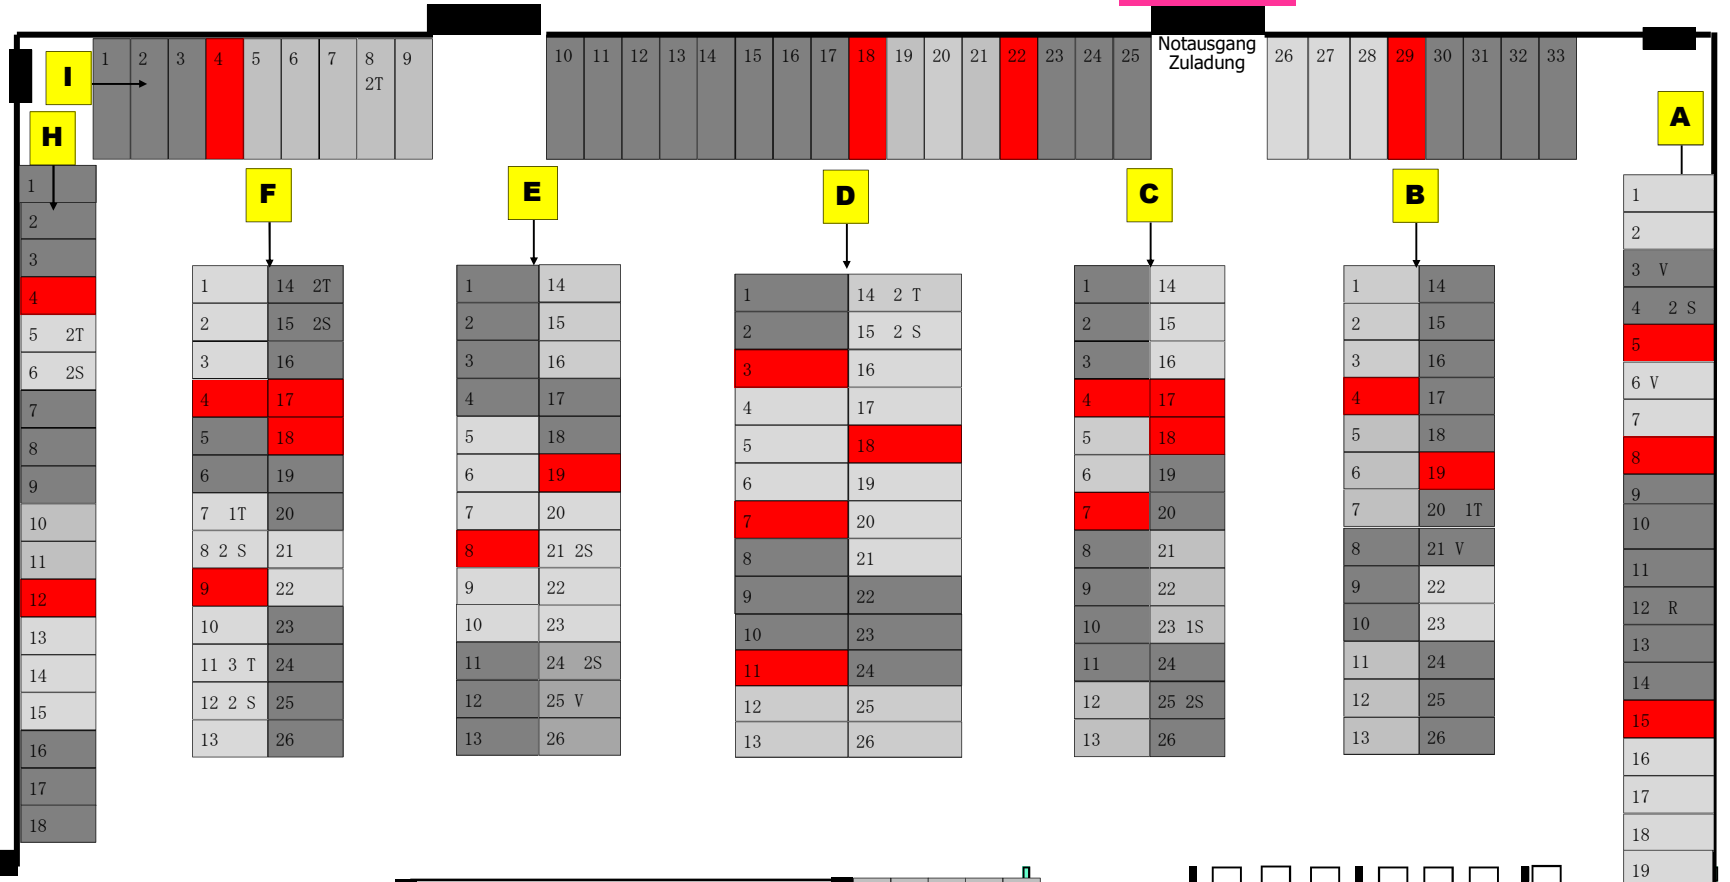 I
1 2 3 4 5 6 7 8 9
2T
10 11 12 13 14 15 16 17 18 19 20 21 22 23 24 25
Notausgang
Zuladung
26 27 28 29 30 31 32 33
H
1
2
3
4
5 2T
6 2S
7
8
9
10
11
12
13
14
15
16
17
18
F
1 14 2T
2 15 2S
3 16
4 17
5 18
6 19
7 1T 20
8 2 S 21
9 22
10 23
11 3 T 24
12 2 S 25
13 26
E
1 14
2 15
3 16
4 17
5 18
6 19
7 20
8 21 2S
9 22
10 23
11 24 2S
12 25 V
13 26
D
1 14 2 T
2 15 2 S
3 16
4 17
5 18
6 19
7 20
8 21
9 22
10 23
11 24
12 25
13 26
C
1 14
2 15
3 16
4 17
5 18
6 19
7 20
8 21
9 22
10 23 1S
11 24
12 25 2S
13 26
B
1 14
2 15
3 16
4 17
5 18
6 19
7 20 1T
8 21 V
9 22
10 23
11 24
12 25
13 26
A
1
2
3 V
4 2 S
5
6 V
7
8
9
10
11
12 R
13
14
15
16
17
18
19